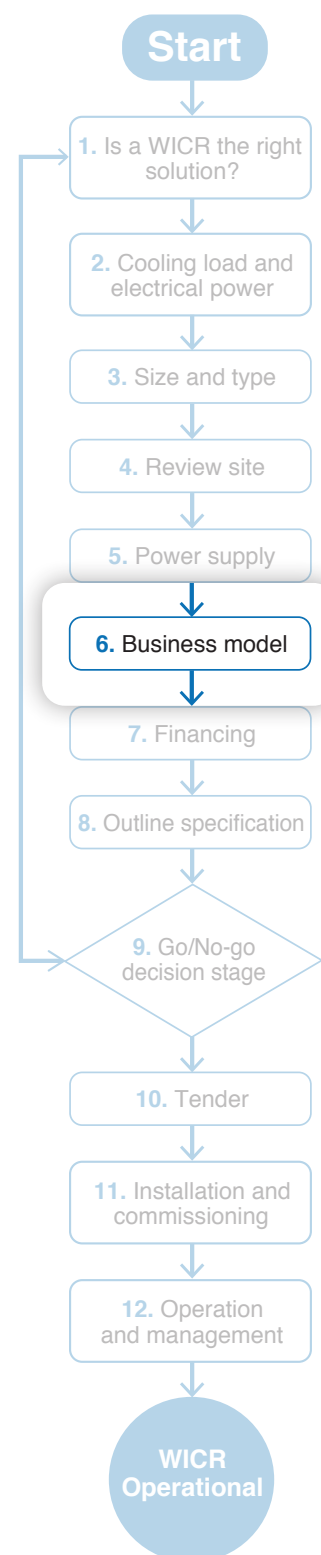 Start
1. Is a WICR the right
solution?
2. Cooling load and
electrical power
3. Size and type
4. Review site
5. Power supply
6. Business model
7. Financing
8. Outline specification
9. Go/No-go
decision stage
10. Tender
11. Installation and
commissioning
12. Operation
and management
WICR
Operational